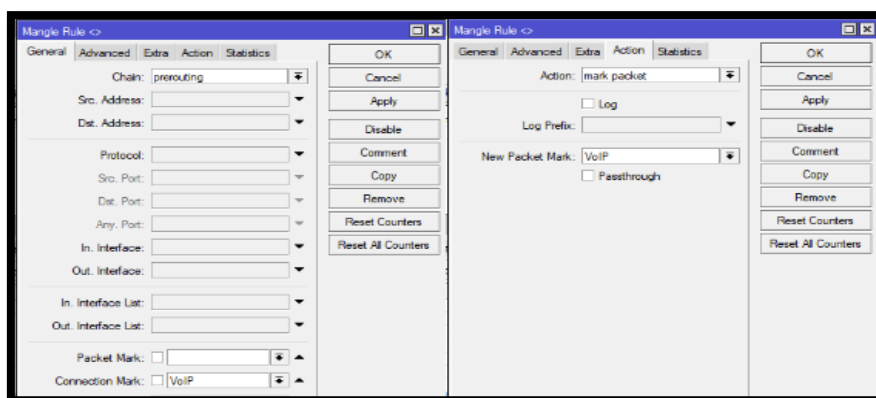 Mangle Rule <>
General Advanced Extra Action Statistics
Chain: prerouting
Src. Address:
Dst. Address:
Protocol:
Src. Port:
Dst. Port:
Any. Port:
In. Interface:
Out. Interface:
In. Interface List:
Out. Interface List:
Packet Mark:
Connection Mark: VoIP
OK
Cancel
Apply
Disable
Comment
Copy
Remove
Reset Counters
Reset All Counters
Mangle Rule <>
General Advanced Extra Action Statistics
Action: mark packet
Log
Log Prefix:
New Packet Mark: VoIP
Passthrough
OK
Cancel
Apply
Disable
Comment
Copy
Remove
Reset Counters
Reset All Counters